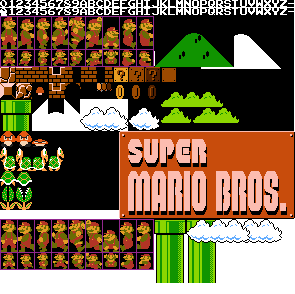 0123456789ABCDEFGHIJKLMNOPQRSTUVWXYZ
0123456789ABCDEFGHIJKLMNOPQRSTUVWXYZ
? ? ?
SUPER
MARIO BROS.